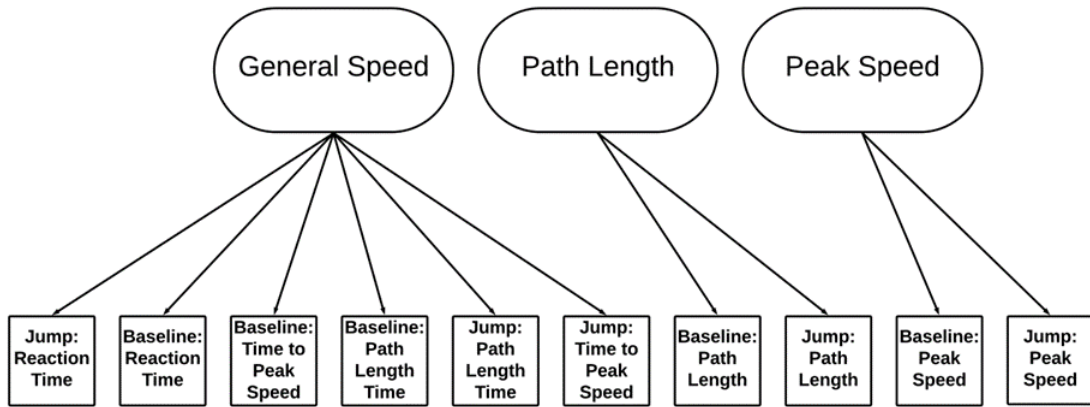 General Speed
Path Length
Peak Speed
Jump:
Reaction
Time
Baseline:
Reaction
Time
Baseline:
Time to
Peak
Speed
Baseline:
Path
Length
Time
Jump:
Path
Length
Time
Jump:
Time to
Peak
Speed
Baseline:
Path
Length
Jump:
Path
Length
Baseline:
Peak
Speed
Jump:
Peak
Speed